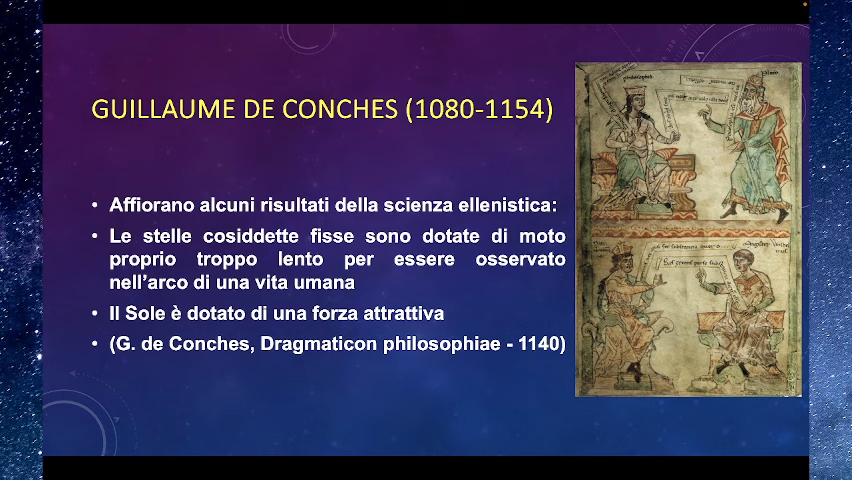 GUILLAUME DE CONCHES (1080-1154)
• Affiorano alcuni risultati della scienza ellenistica:
• Le stelle cosiddette fisse sono dotate di moto
proprio troppo lento per essere osservato
nell'arco di una vita umana
• Il Sole è dotato di una forza attrattiva
• (G. de Conches, Dragmaticon philosophiae - 1140)